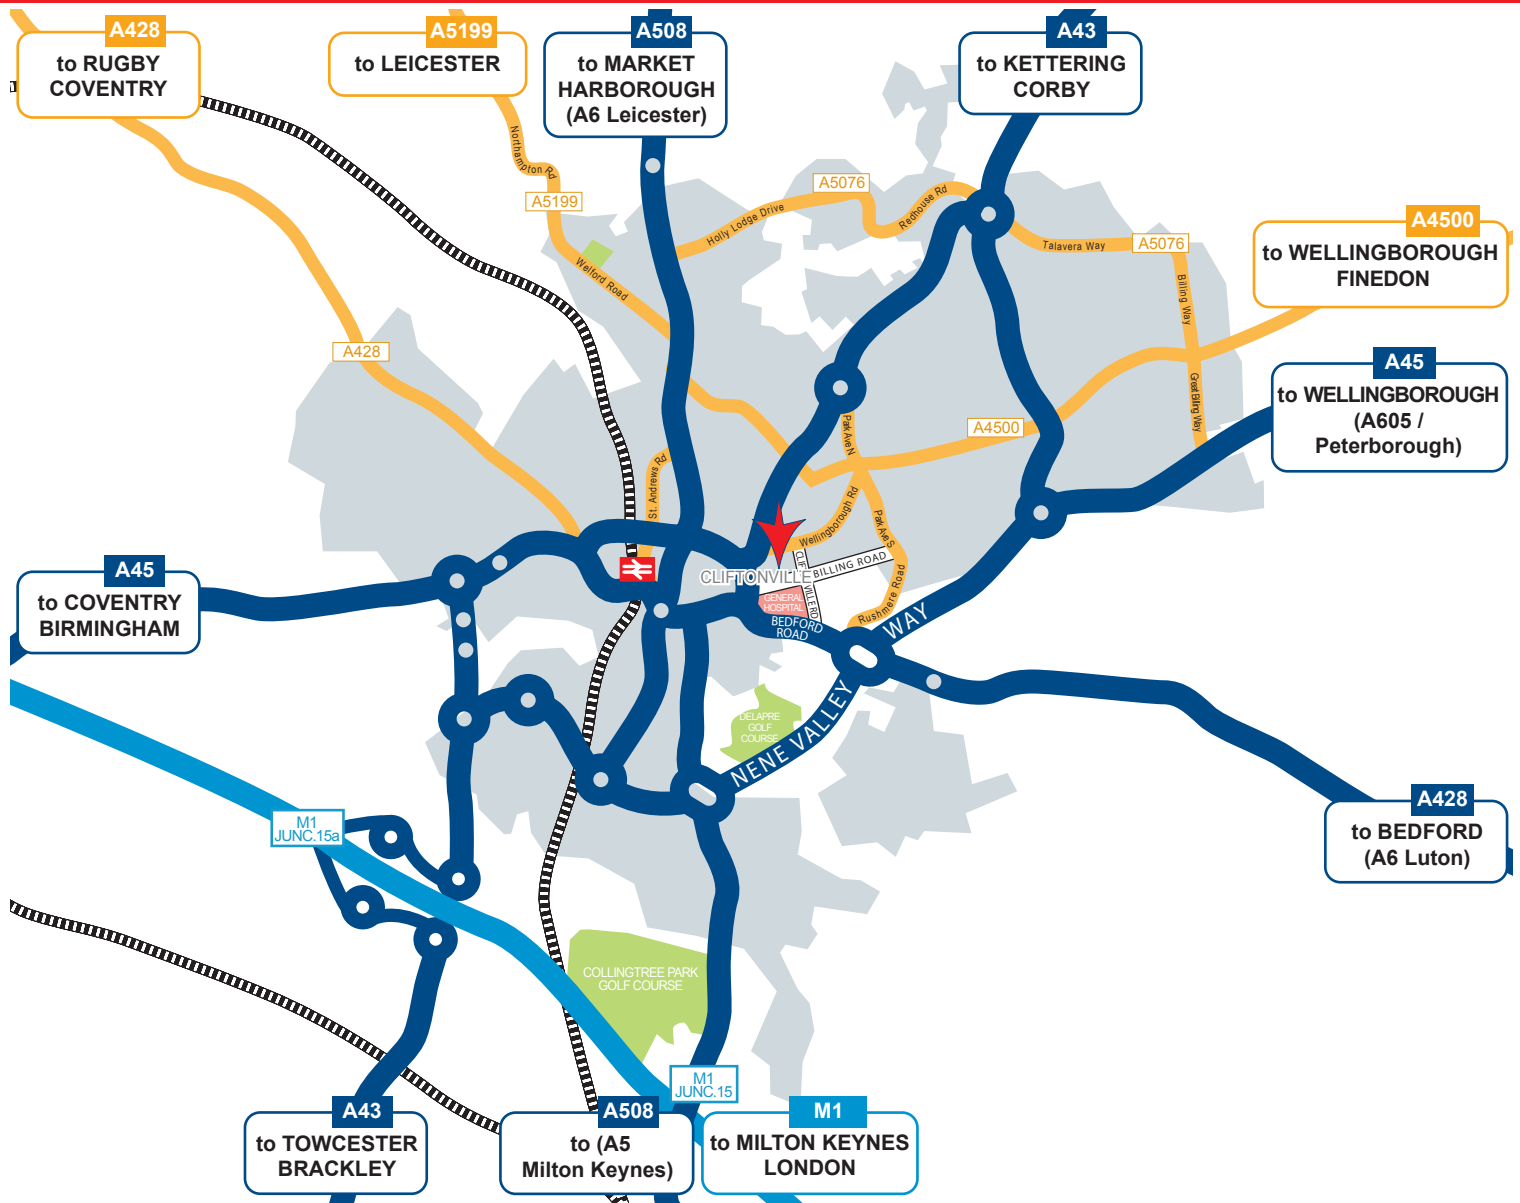 A428
to RUGBY
COVENTRY
A5199
to LEICESTER
A508
to MARKET
HARBOROUGH
(A6 Leicester)
A43
to KETTERING
CORBY
Northampton Rd
A5199
A5076
Holly Lodge Drive
Redhouse Rd
Talavera Way
A5076
A4500
to WELLINGBOROUGH
FINEDON
Welford Road
Billing Way
A428
Great Billing Way
A45
to WELLINGBOROUGH
(A605 /
Peterborough)
A4500
Park Ave N
St. Andrews Rd
Wellingborough Rd
Park Ave S
CLIFTONVILLE
BILLING ROAD
CLIFTONVILLE RD
GENERAL
HOSPITAL
BEDFORD
ROAD
Rushmere Road
A45
to COVENTRY
BIRMINGHAM
NENE VALLEY WAY
DELAPRE
GOLF
COURSE
M1
JUNC.15a
A428
to BEDFORD
(A6 Luton)
COLLINGTREE PARK
GOLF COURSE
M1
JUNC.15
A43
to TOWCESTER
BRACKLEY
A508
to (A5
Milton Keynes)
M1
to MILTON KEYNES
LONDON